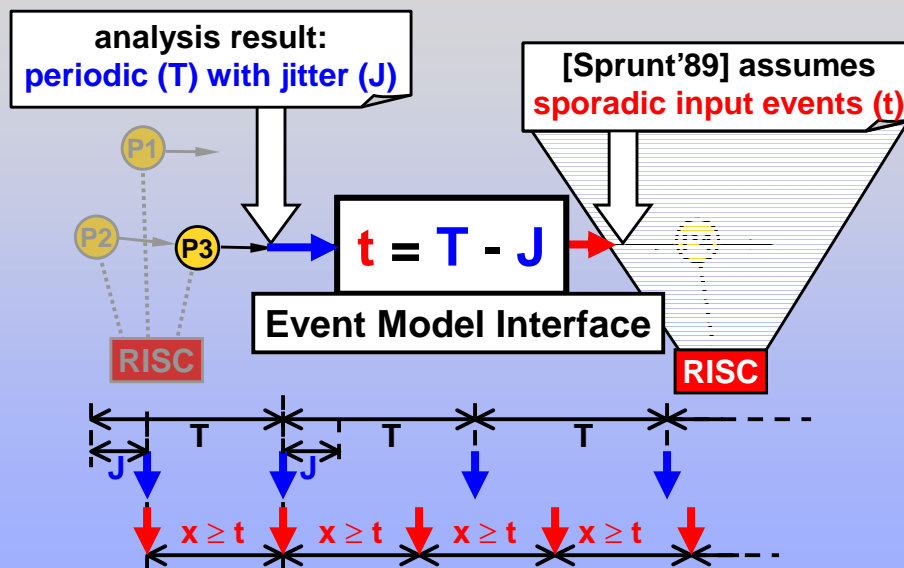 analysis result:
periodic (T) with jitter (J)
[Sprunt'89] assumes
sporadic input events (t)
P1
P2
P3
t = T - J
Event Model Interface
RISC
RISC
T
T
T
J
J
x ≥ t
x ≥ t
x ≥ t
x ≥ t